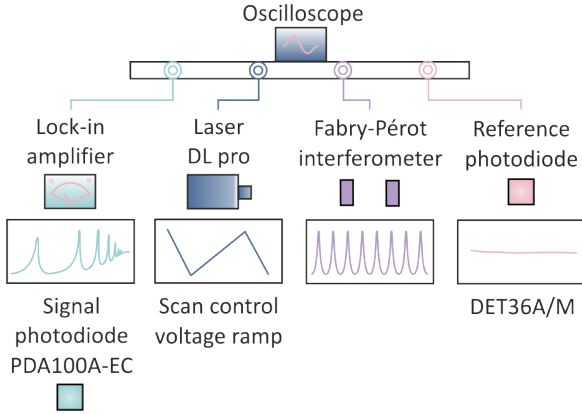 Oscilloscope
Lock-in
amplifier
Laser
DL pro
Fabry-Pérot
interferometer
Reference
photodiode
Signal
photodiode
PDA100A-EC
Scan control
voltage ramp
DET36A/M